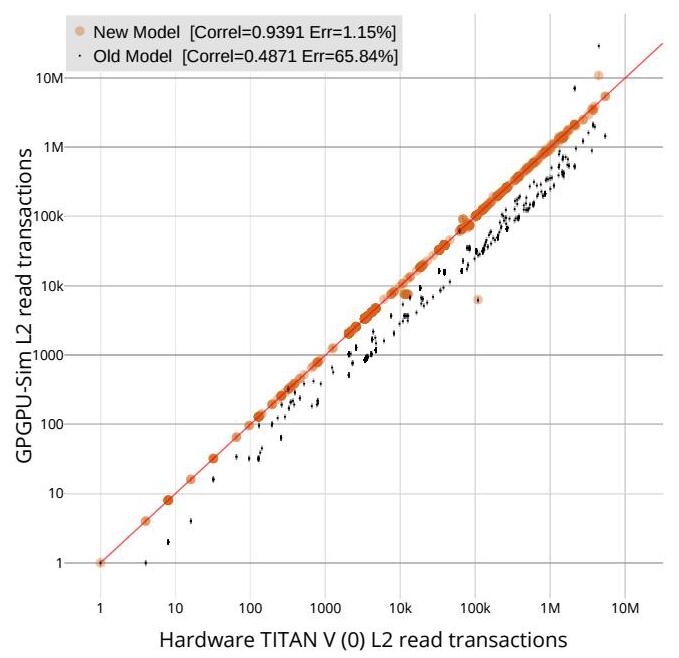 New Model [Correl=0.9391 Err=1.15%]
Old Model [Correl=0.4871 Err=65.84%]
GPGPU-Sim L2 read transactions
10M
1M
100k
10k
1000
100
10
1
1 10 100 1000 10k 100k 1M 10M
Hardware TITAN V (0) L2 read transactions